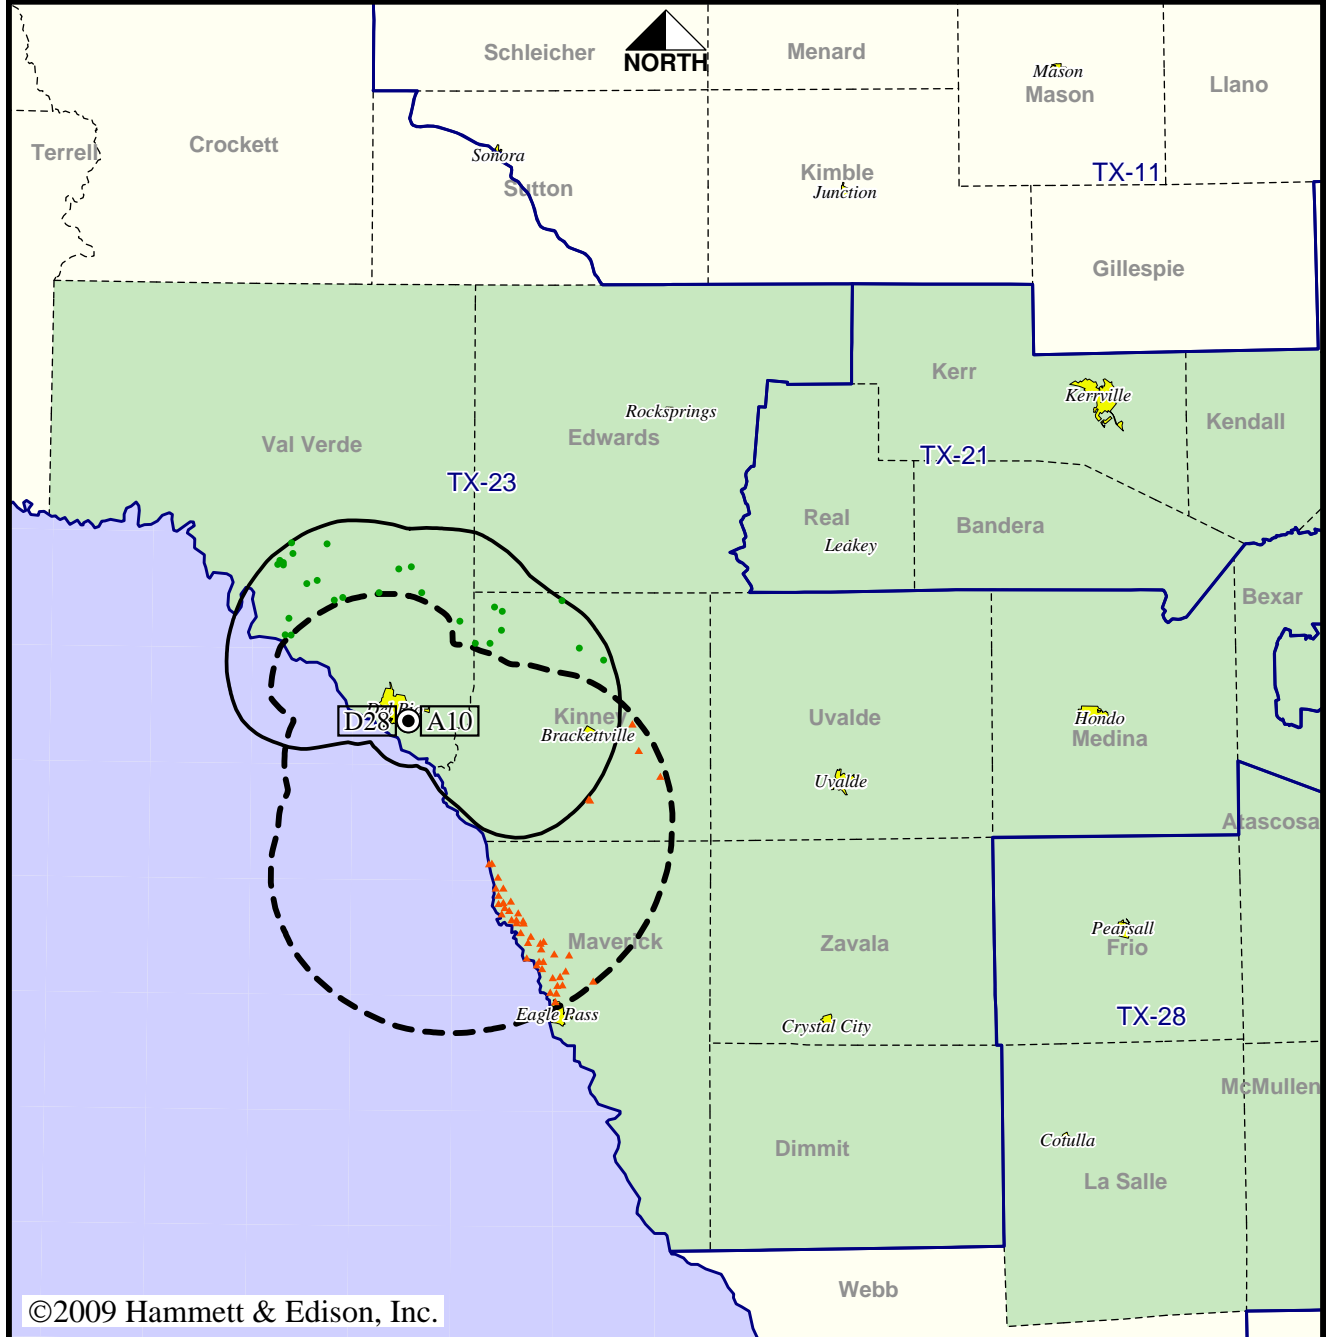 Schleicher
Menard
NORTH
Mason
Mason
Llano
Crockett
Terrell
Sonora
Sutton
Kimble
Junction
TX-11
Gillespie
Kerr
Kerrville
Rocksprings
Edwards
Val Verde
Kendall
TX-21
TX-23
Real
Leakey
Bandera
Bexar
Del Rio
D28 A10
Kinney
Brackettville
Uvalde
Hondo
Medina
Uvalde
Atascosa
Maverick
Zavala
Pearsall
Frio
Eagle Pass
Crystal City
TX-28
McMullen
Dimmit
Cotulla
La Salle
Webb
©2009 Hammett & Edison, Inc.